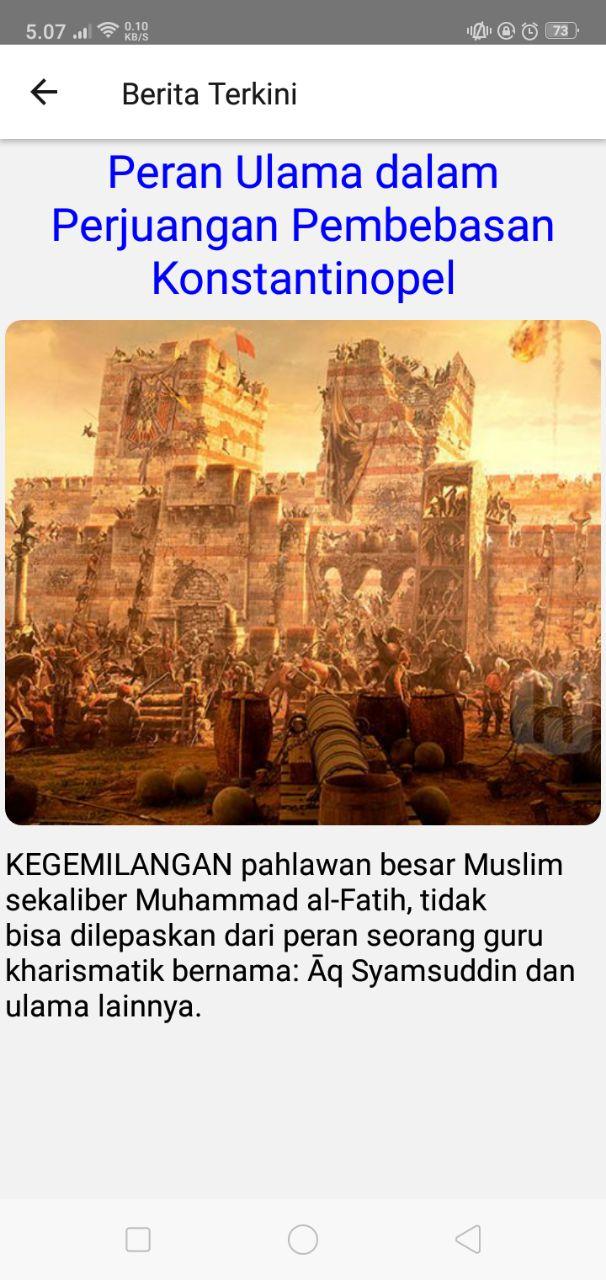 5.07
0.10
KB/S
73
Berita Terkini
Peran Ulama dalam
Perjuangan Pembebasan
Konstantinopel
h
KEGEMILANGAN pahlawan besar Muslim
sekaliber Muhammad al-Fatih, tidak
bisa dilepaskan dari peran seorang guru
kharismatik bernama: Āq Syamsuddin dan
ulama lainnya.